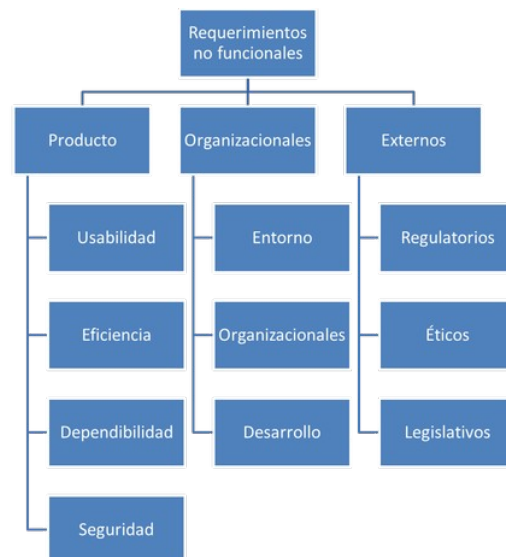 Requerimientos
no funcionales
Producto
Organizacionales
Externos
Usabilidad
Entorno
Regulatorios
Eficiencia
Organizacionales
Éticos
Dependibilidad
Desarrollo
Legislativos
Seguridad